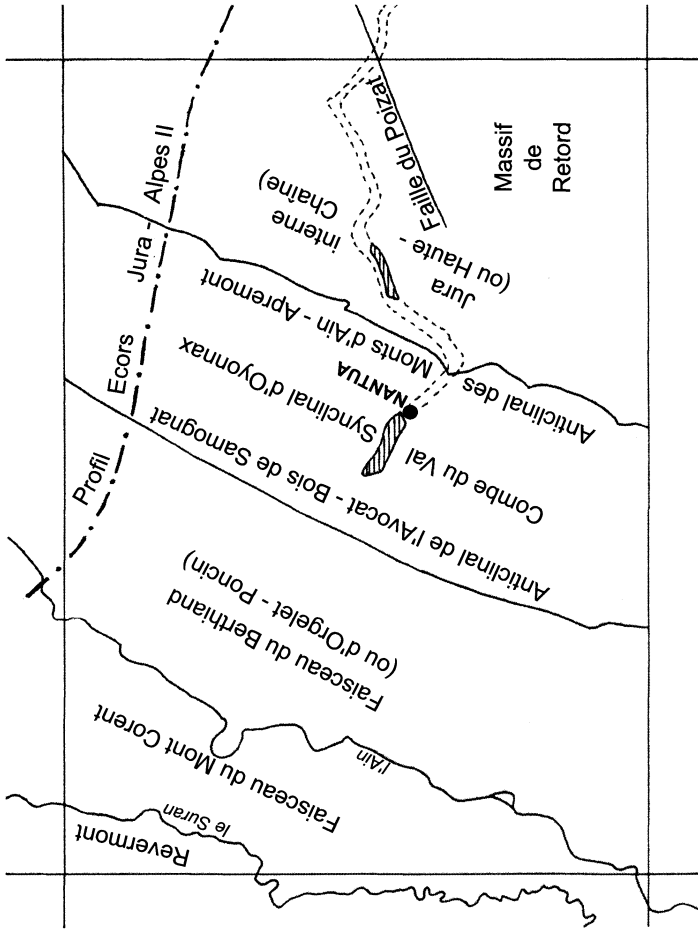 Profil Ecors Jura - Alpes II
Massif
de
Retord
Faille du Poizat
Jura interne
(ou Haute - Chaîne)
Anticlinal des Monts d'Ain - Apremont
NANTUA
Synclinal d'Oyonnax
Combe du Val
Anticlinal de l'Avocat - Bois de Samognat
Faisceau du Berthiand
(ou d'Orgelet - Poncin)
l'Ain
Faisceau du Mont Corent
le Suran
Revermont